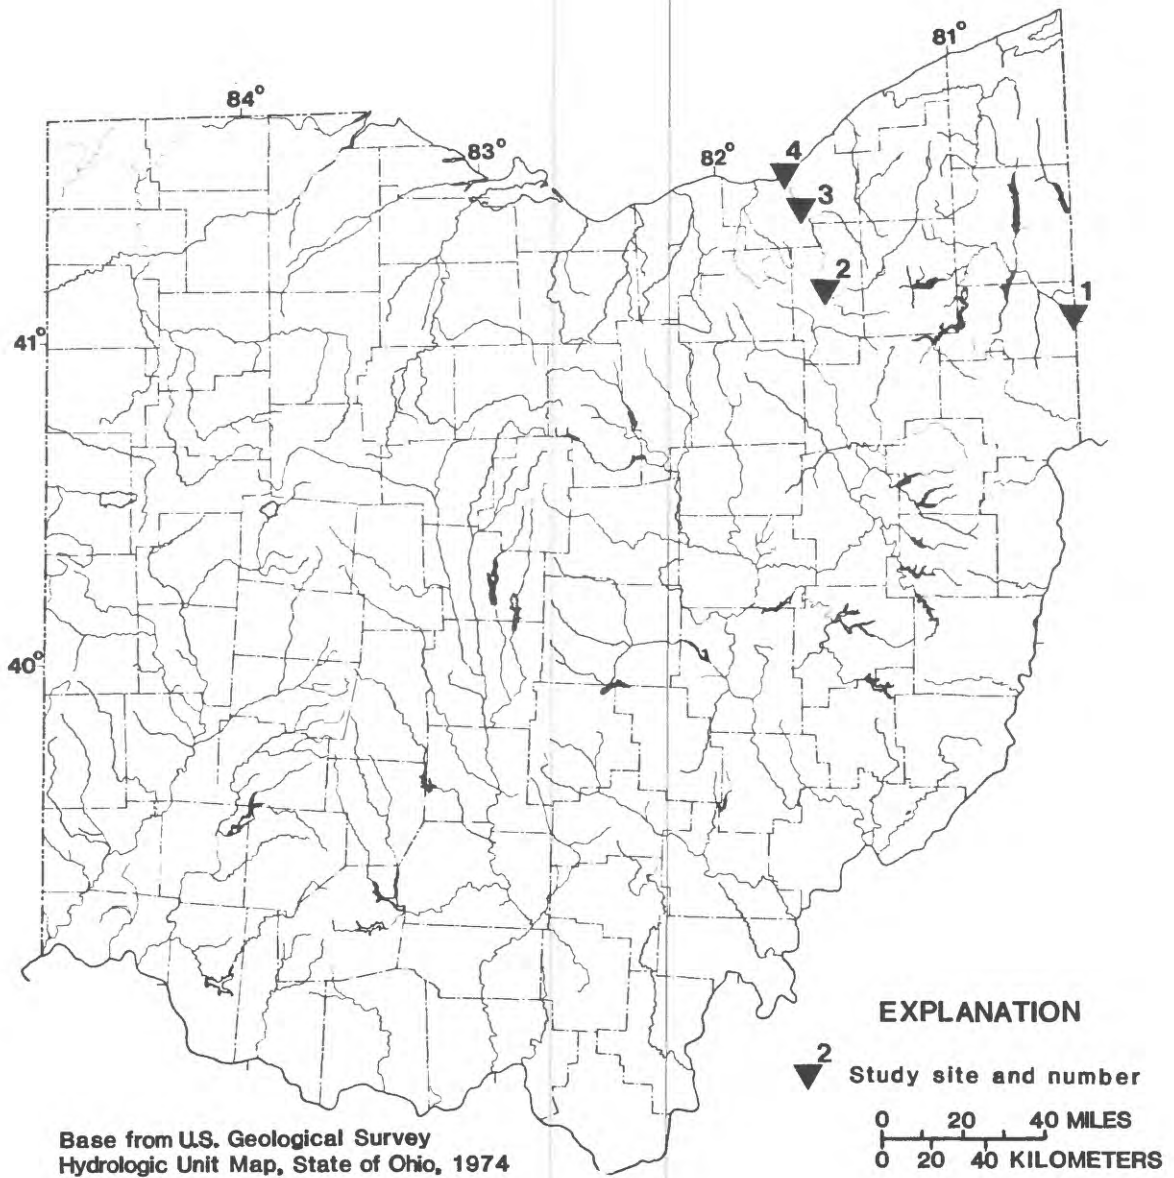 81°
84°
83°
82°
4
3
2
1
41°
40°
EXPLANATION
2
Study site and number
0 20 40 MILES
0 20 40 KILOMETERS
Base from U.S. Geological Survey
Hydrologic Unit Map, State of Ohio, 1974